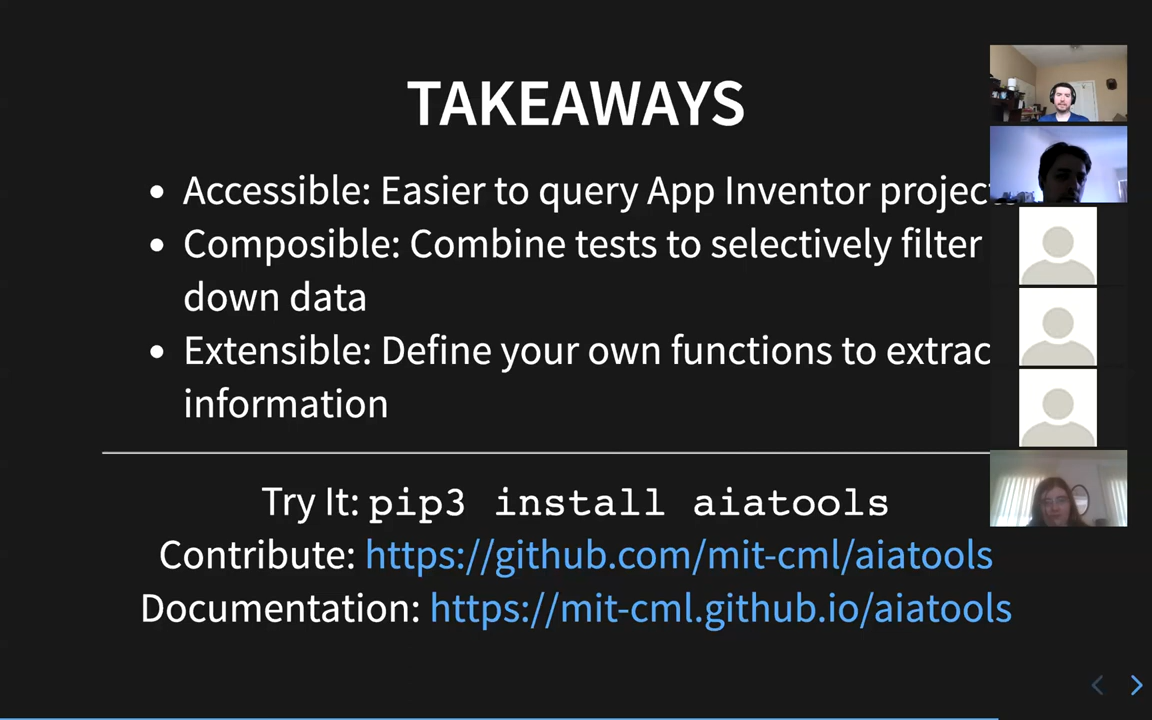 TAKEAWAYS
• Accessible: Easier to query App Inventor project
• Composible: Combine tests to selectively filter
down data
• Extensible: Define your own functions to extrac
information
Try It: pip3 install aiatools
Contribute: https://github.com/mit-cml/aiatools
Documentation: https://mit-cml.github.io/aiatools